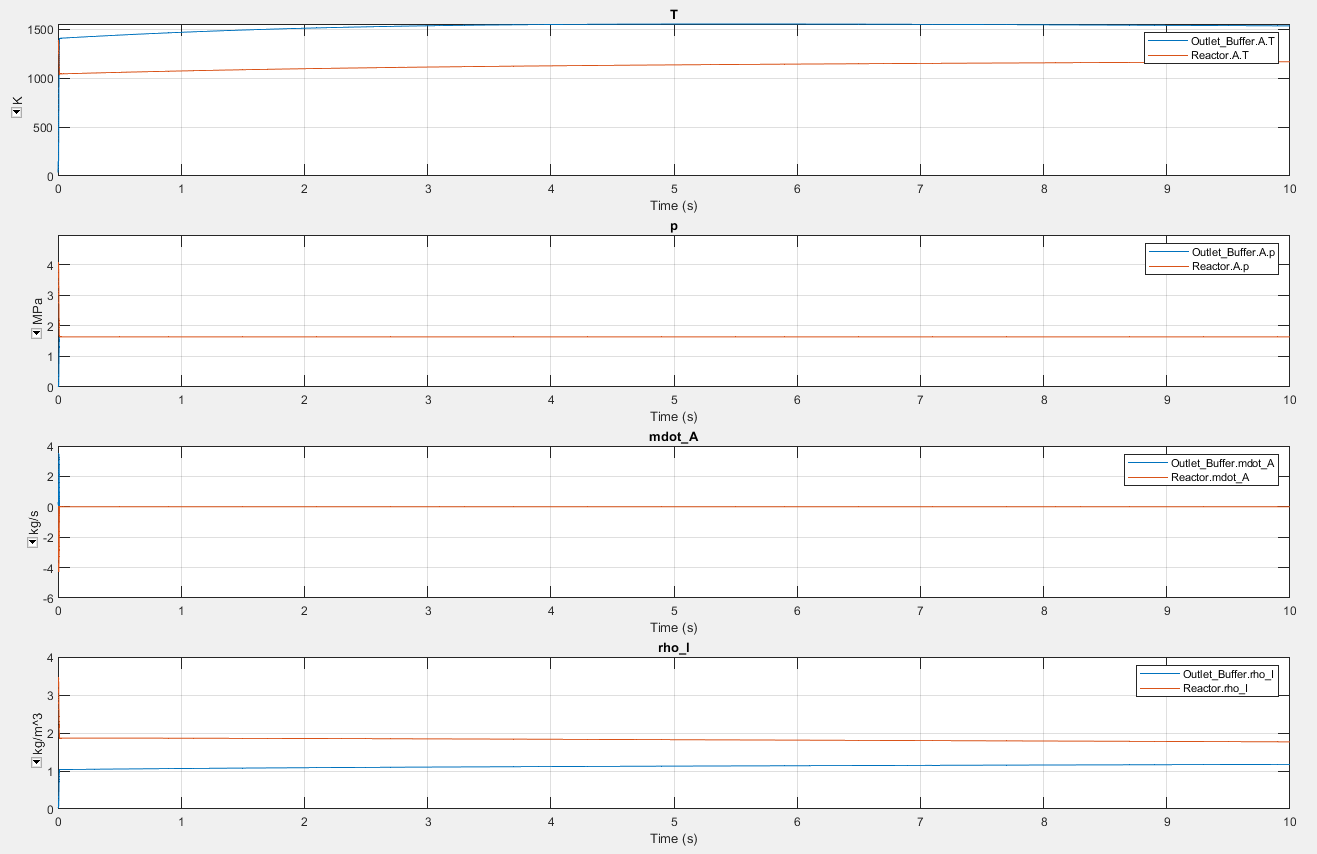 T
1500
1000
500
0
K
Outlet_Buffer.A.T
Reactor.A.T
0 1 2 3 4 5 6 7 8 9 10
Time (s)
p
4
3
2
1
0
MPa
Outlet_Buffer.A.p
Reactor.A.p
0 1 2 3 4 5 6 7 8 9 10
Time (s)
mdot_A
4
2
0
-2
-4
-6
kg/s
Outlet_Buffer.mdot_A
Reactor.mdot_A
0 1 2 3 4 5 6 7 8 9 10
Time (s)
rho_I
4
3
2
1
0
kg/m^3
Outlet_Buffer.rho_I
Reactor.rho_I
0 1 2 3 4 5 6 7 8 9 10
Time (s)